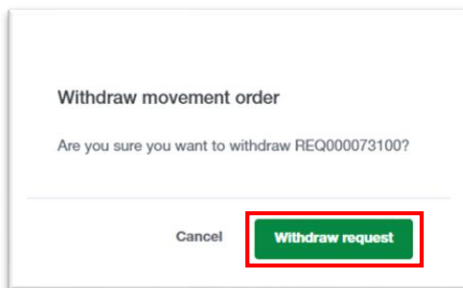 Withdraw movement order
Are you sure you want to withdraw REQ000073100?
Cancel
Withdraw request